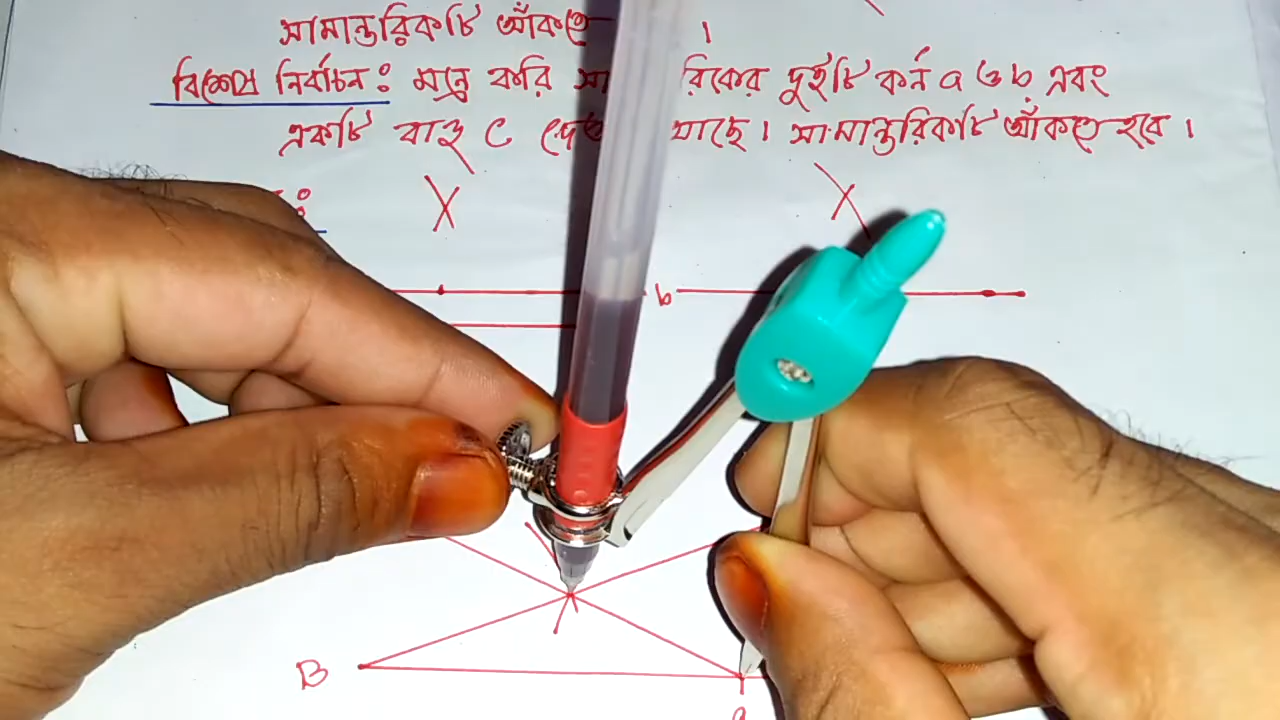 সামান্তরিকটি আঁকতে ।
বিশেষ নির্বাচন : মনে করি সা রিকের দুইটি কর্ন a ও b এবং
একটি বাহু c দেও য়াছে । সামান্তরিকটি আঁকতে হবে ।
:
b
B